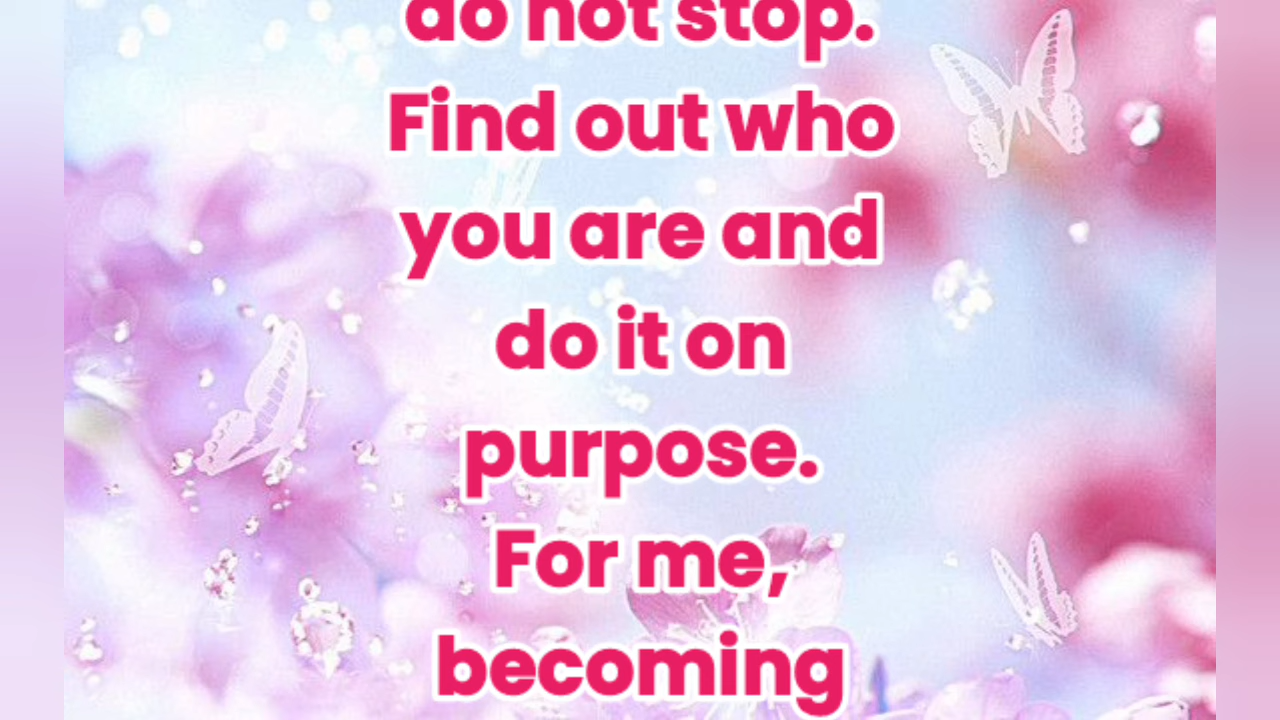 do not stop.
Find out who
you are and
do it on
purpose.
For me,
becoming